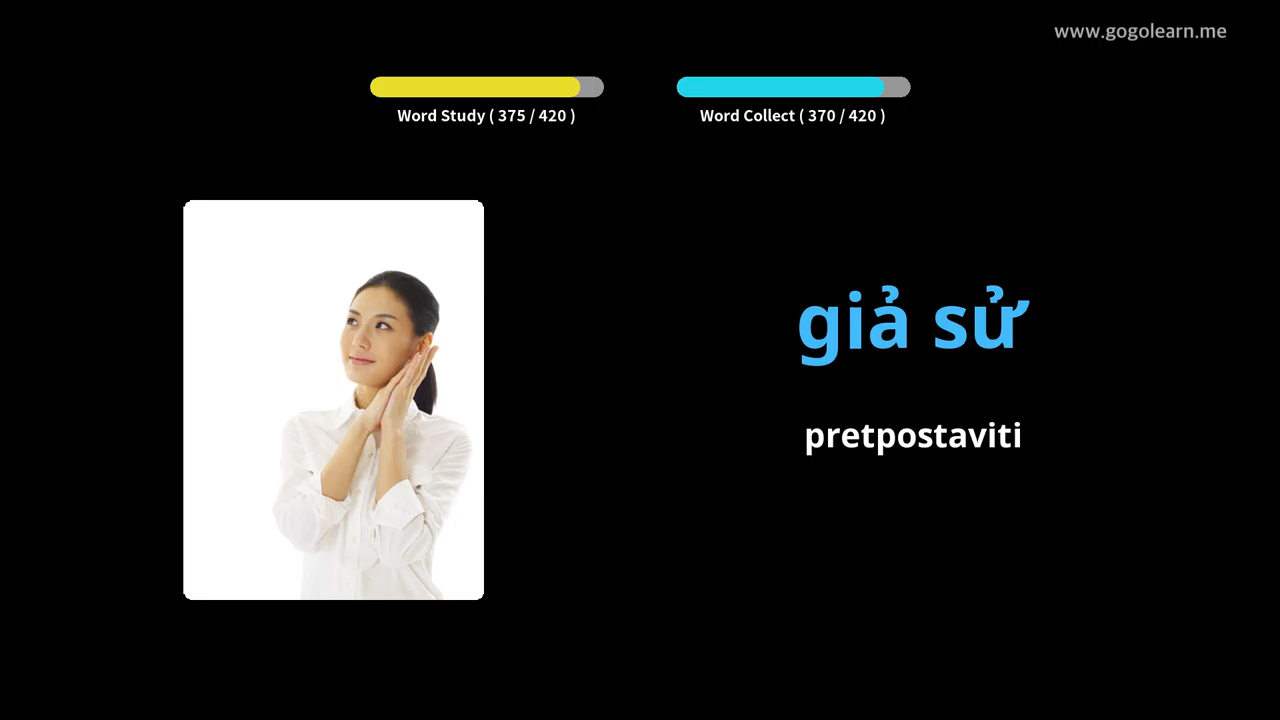 www.gogolearn.me
Word Study ( 375 / 420 )
Word Collect ( 370 / 420 )
giả sử
pretpostaviti